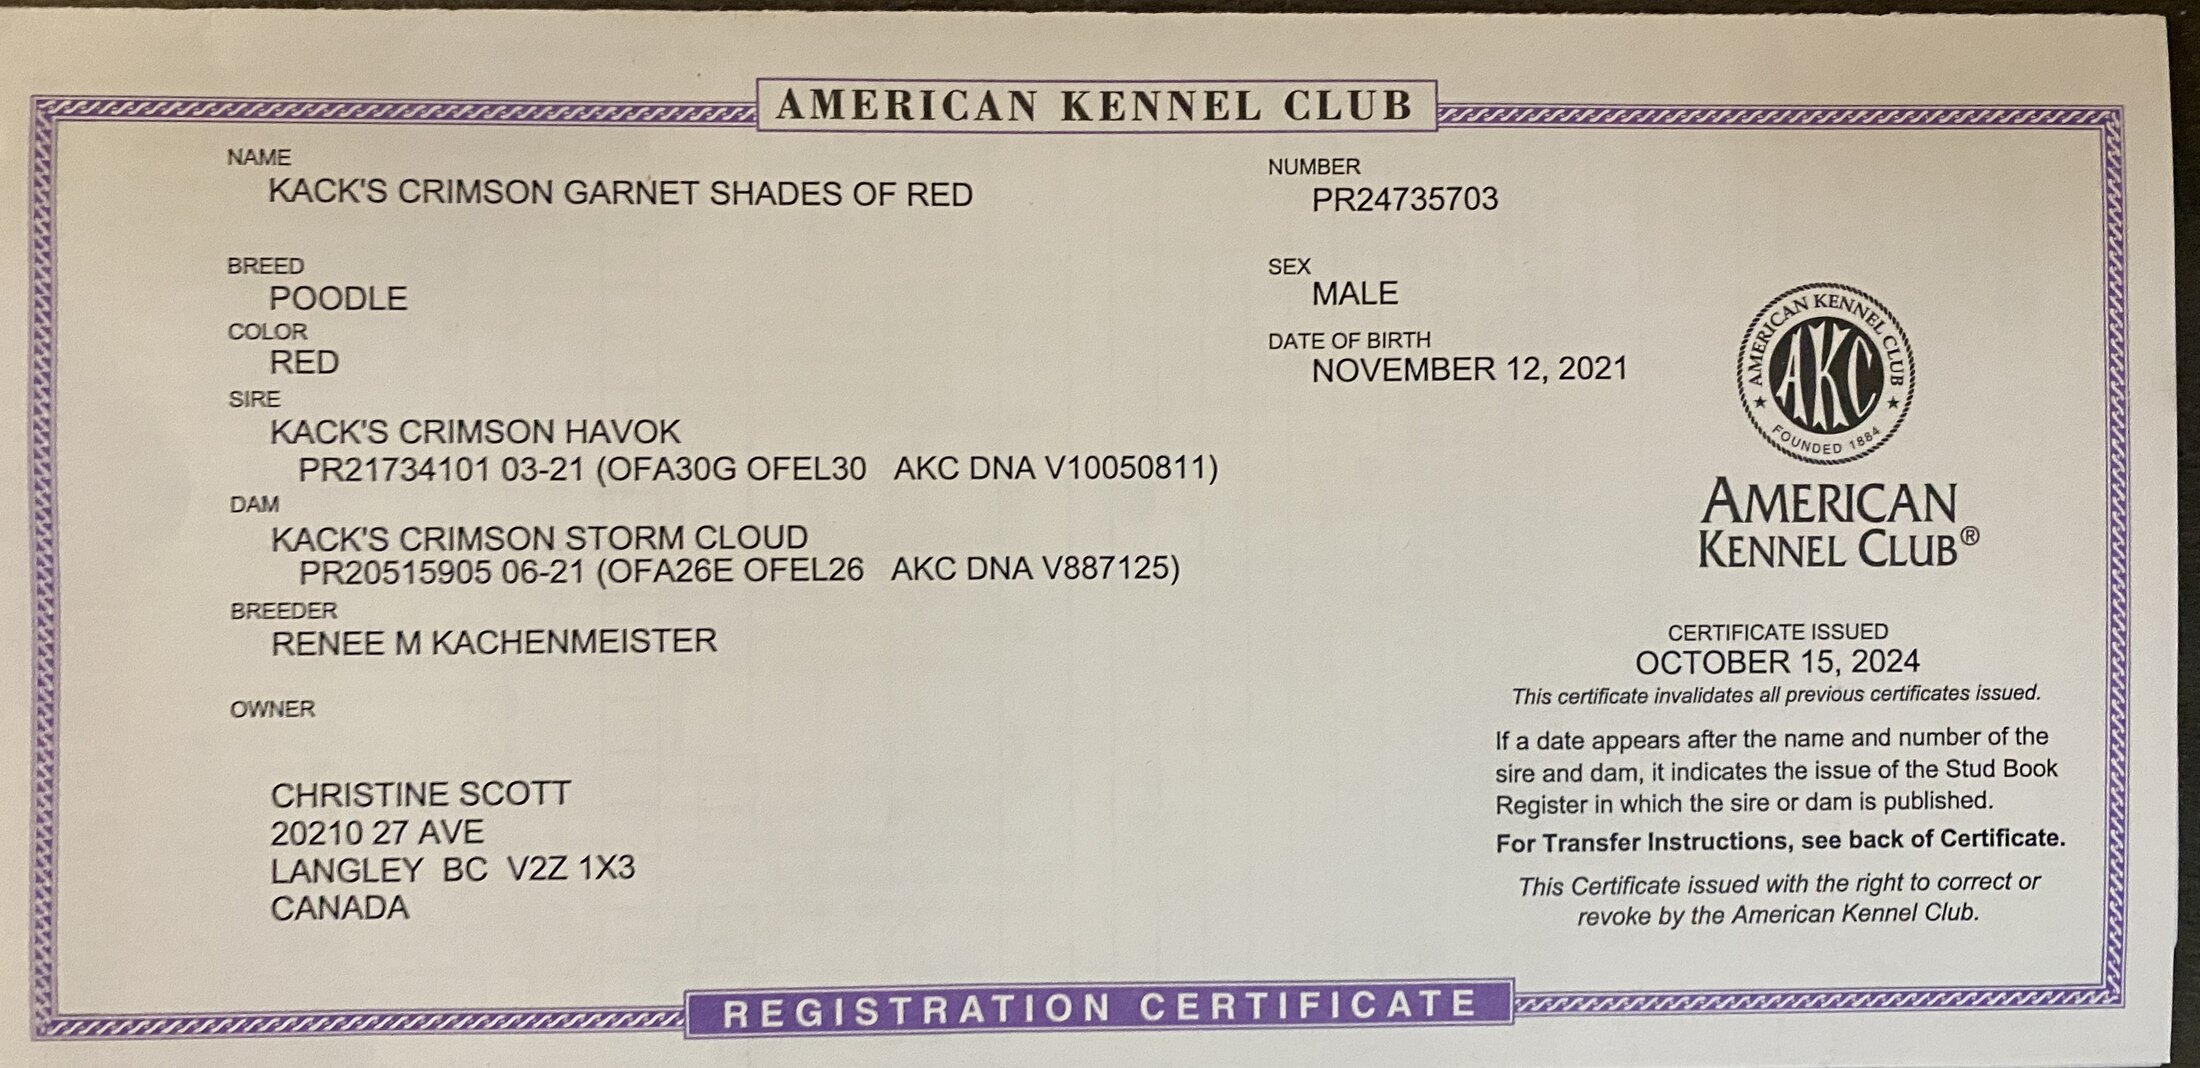 AMERICAN KENNEL CLUB
NAME
KACK'S CRIMSON GARNET SHADES OF RED
NUMBER
PR24735703
BREED
POODLE
SEX
MALE
COLOR
RED
DATE OF BIRTH
NOVEMBER 12, 2021
SIRE
KACK'S CRIMSON HAVOK
PR21734101 03-21 (OFA30G OFEL30 AKC DNA V10050811)
DAM
KACK'S CRIMSON STORM CLOUD
PR20515905 06-21 (OFA26E OFEL26 AKC DNA V887125)
BREEDER
RENEE M KACHENMEISTER
OWNER
CHRISTINE SCOTT
20210 27 AVE
LANGLEY BC V2Z 1X3
CANADA
AMERICAN KENNEL CLUB
AKC
FOUNDED 1884
AMERICAN
KENNEL CLUB®
CERTIFICATE ISSUED
OCTOBER 15, 2024
This certificate invalidates all previous certificates issued.
If a date appears after the name and number of the
sire and dam, it indicates the issue of the Stud Book
Register in which the sire or dam is published.
For Transfer Instructions, see back of Certificate.
This Certificate issued with the right to correct or
revoke by the American Kennel Club.
REGISTRATION CERTIFICATE